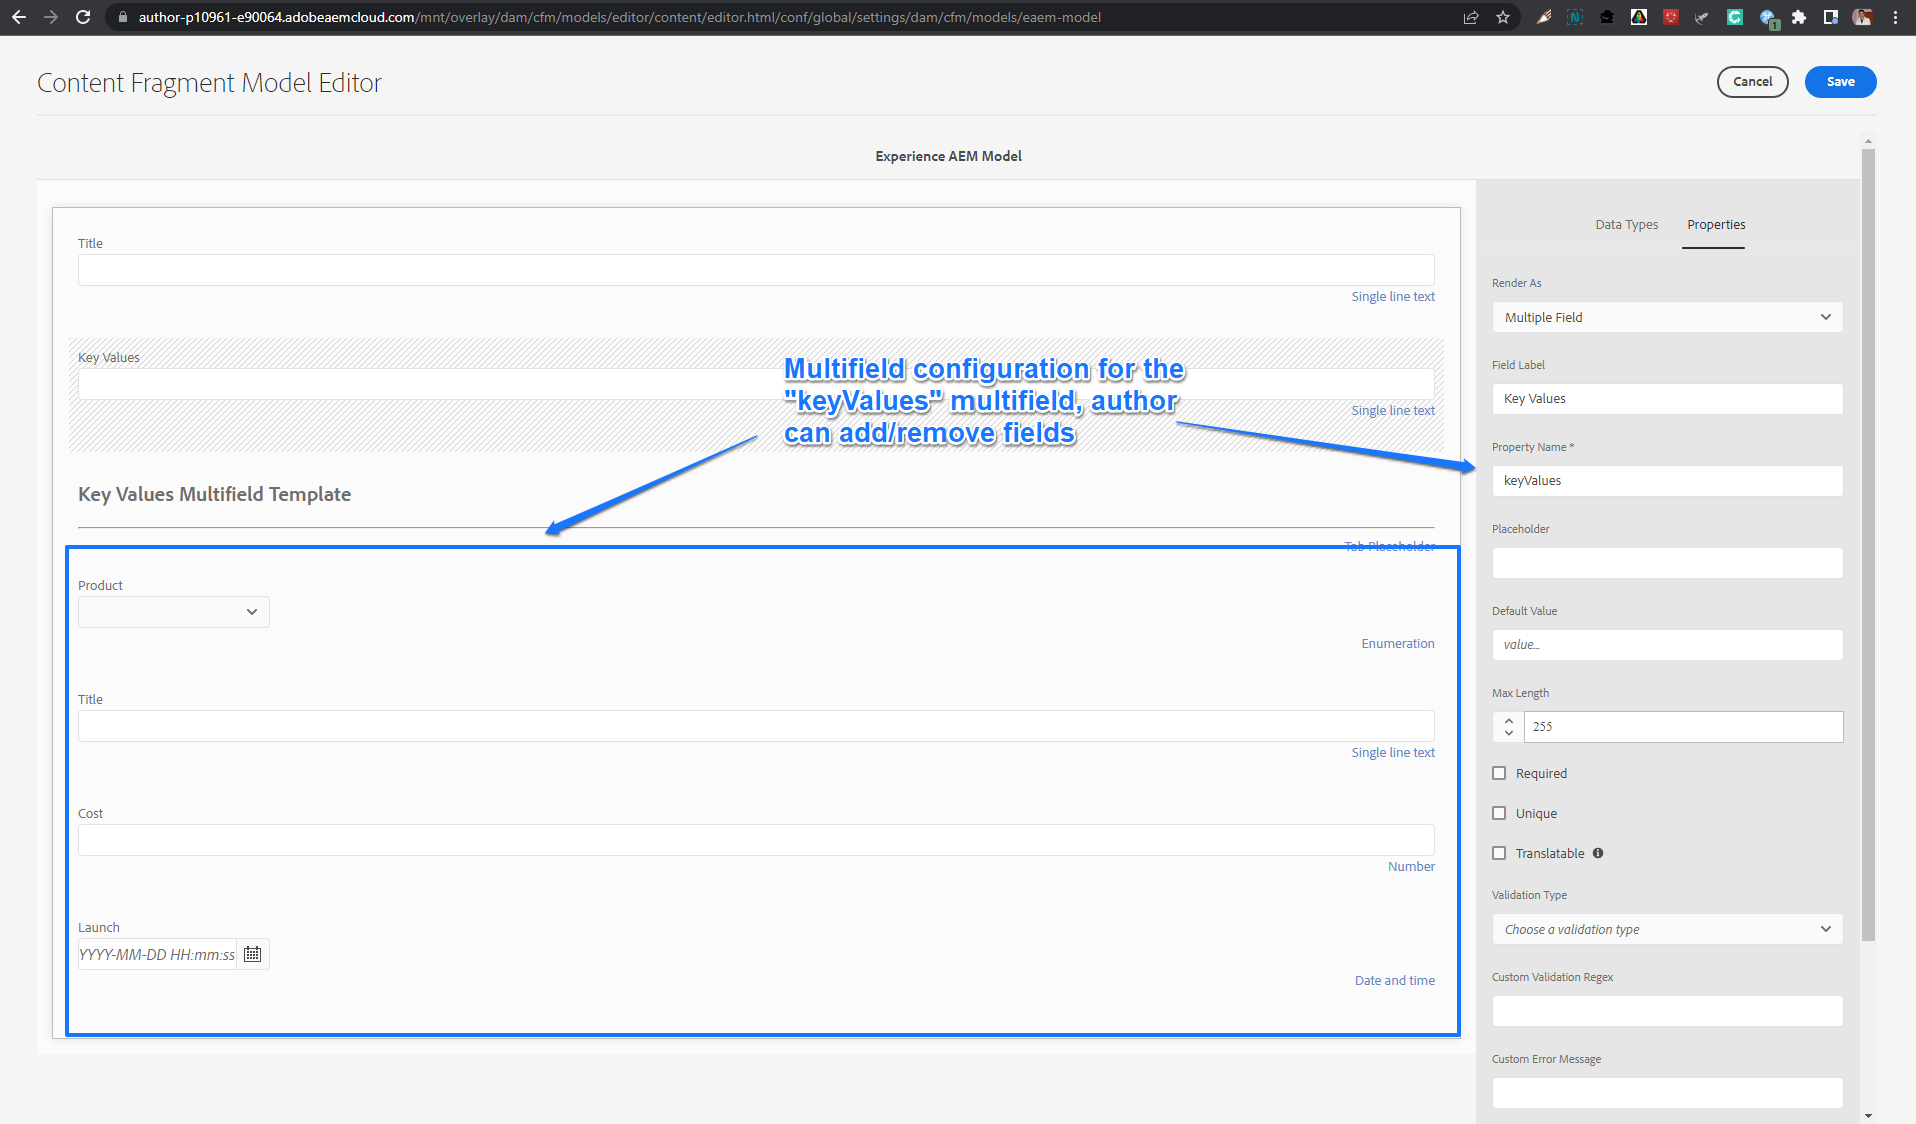 author-p10961-e90064.adobeaemcloud.com/mnt/overlay/dam/cfm/models/editor/content/editor.html/conf/global/settings/dam/cfm/models/eaem-model
1
Content Fragment Model Editor
Cancel
Save
Experience AEM Model
Title
Single line text
Key Values
Single line text
Multifield configuration for the
"keyValues" multifield, author
can add/remove fields
Key Values Multifield Template
Tab Placeholder
Product
Enumeration
Title
Single line text
Cost
Number
Launch
YYYY-MM-DD HH:mm:ss
Date and time
Data Types
Properties
Render As
Multiple Field
Field Label
Key Values
Property Name *
keyValues
Placeholder
Default Value
value...
Max Length
255
Required
Unique
Translatable
Validation Type
Choose a validation type
Custom Validation Regex
Custom Error Message